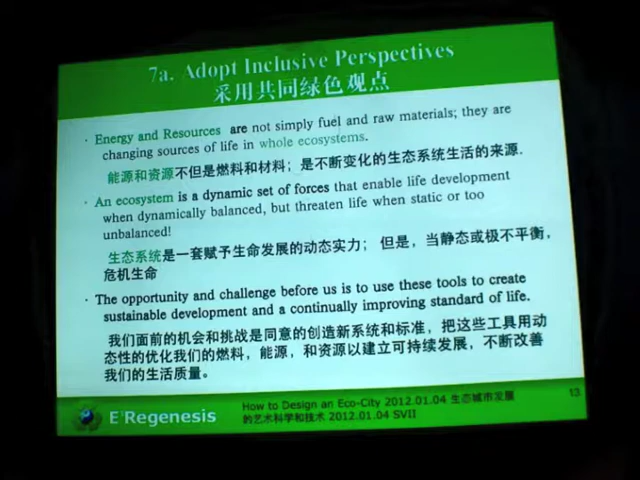 7a. Adopt Inclusive Perspectives
采用共同绿色观点
· Energy and Resources are not simply fuel and raw materials; they are
changing sources of life in whole ecosystems.
能源和资源不但是燃料和材料；是不断变化的生态系统生活的来源.
· An ecosystem is a dynamic set of forces that enable life development
when dynamically balanced, but threaten life when static or too
unbalanced!
生态系统是一套赋予生命发展的动态实力；但是，当静态或极不平衡，
危机生命
· The opportunity and challenge before us is to use these tools to create
sustainable development and a continually improving standard of life.
我们面前的机会和挑战是同意的创造新系统和标准，把这些工具用动
态性的优化我们的燃料，能源，和资源以建立可持续发展，不断改善
我们的生活质量。
E²Regenesis
How to Design an Eco-City 2012.01.04 生态城市发展
的艺术科学和技术 2012.01.04 SVII
13